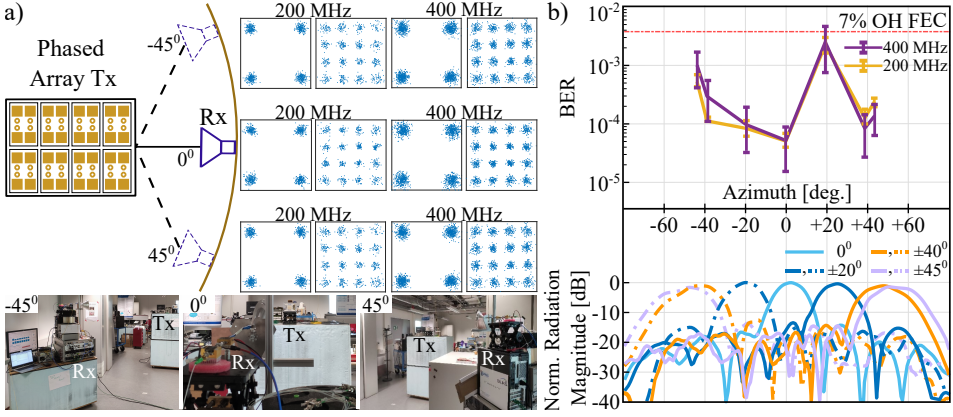 a)
Phased
Array Tx
-45⁰
Rx
0⁰
45⁰
200 MHz
400 MHz
200 MHz
400 MHz
200 MHz
400 MHz
-45⁰
Tx
Rx
0⁰
Tx
Rx
45⁰
Tx
Rx
b)
BER
10⁻²
10⁻³
10⁻⁴
10⁻⁵
7% OH FEC
400 MHz
200 MHz
Azimuth [deg.]
-60 -40 -20 0 +20 +40 +60
0⁰
, ±20⁰
, ±40⁰
, ±45⁰
Norm. Radiation
Magnitude [dB]
0
-10
-20
-30
-40